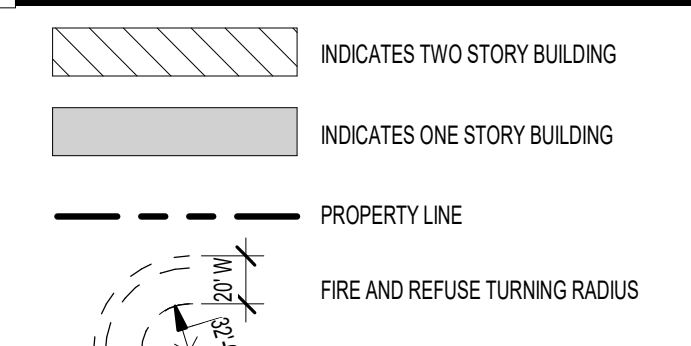 INDICATES TWO STORY BUILDING
INDICATES ONE STORY BUILDING
PROPERTY LINE
20' W
FIRE AND REFUSE TURNING RADIUS